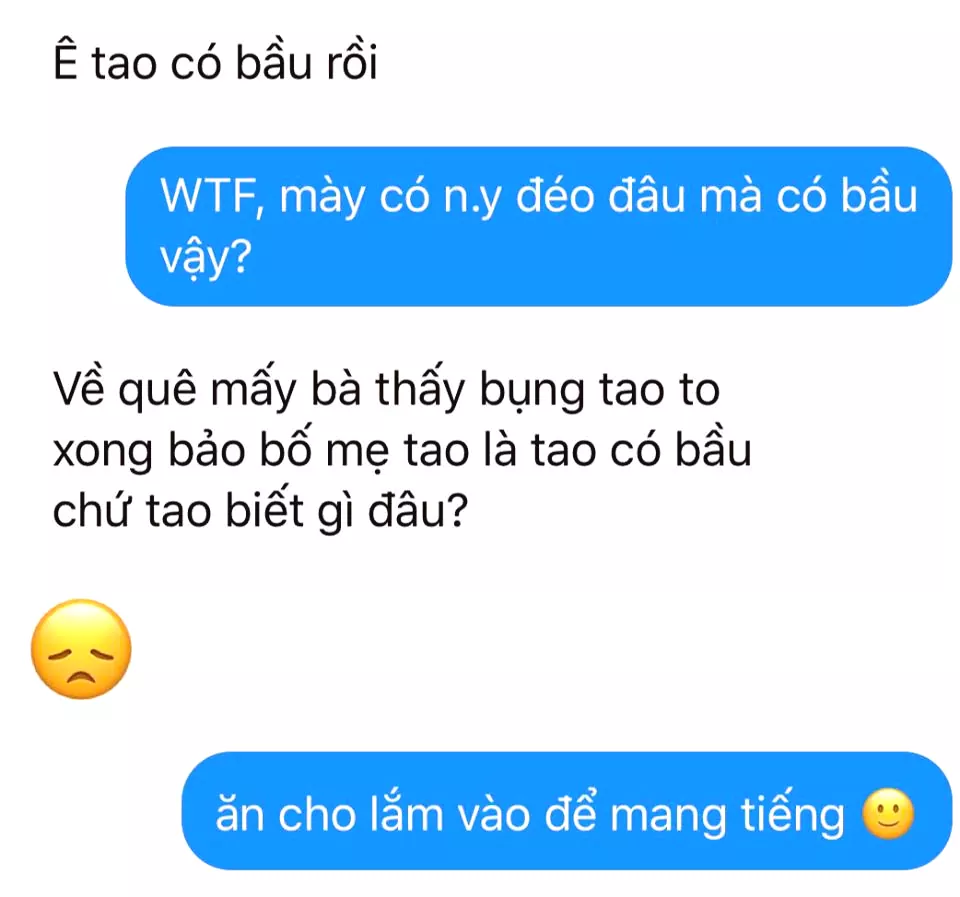 Ê tao có bầu rồi
WTF, mày có n.y đéo đâu mà có bầu
vậy?
Về quê mấy bà thấy bụng tao to
xong bảo bố mẹ tao là tao có bầu
chứ tao biết gì đâu?
😞
ăn cho lắm vào để mang tiếng 🙂